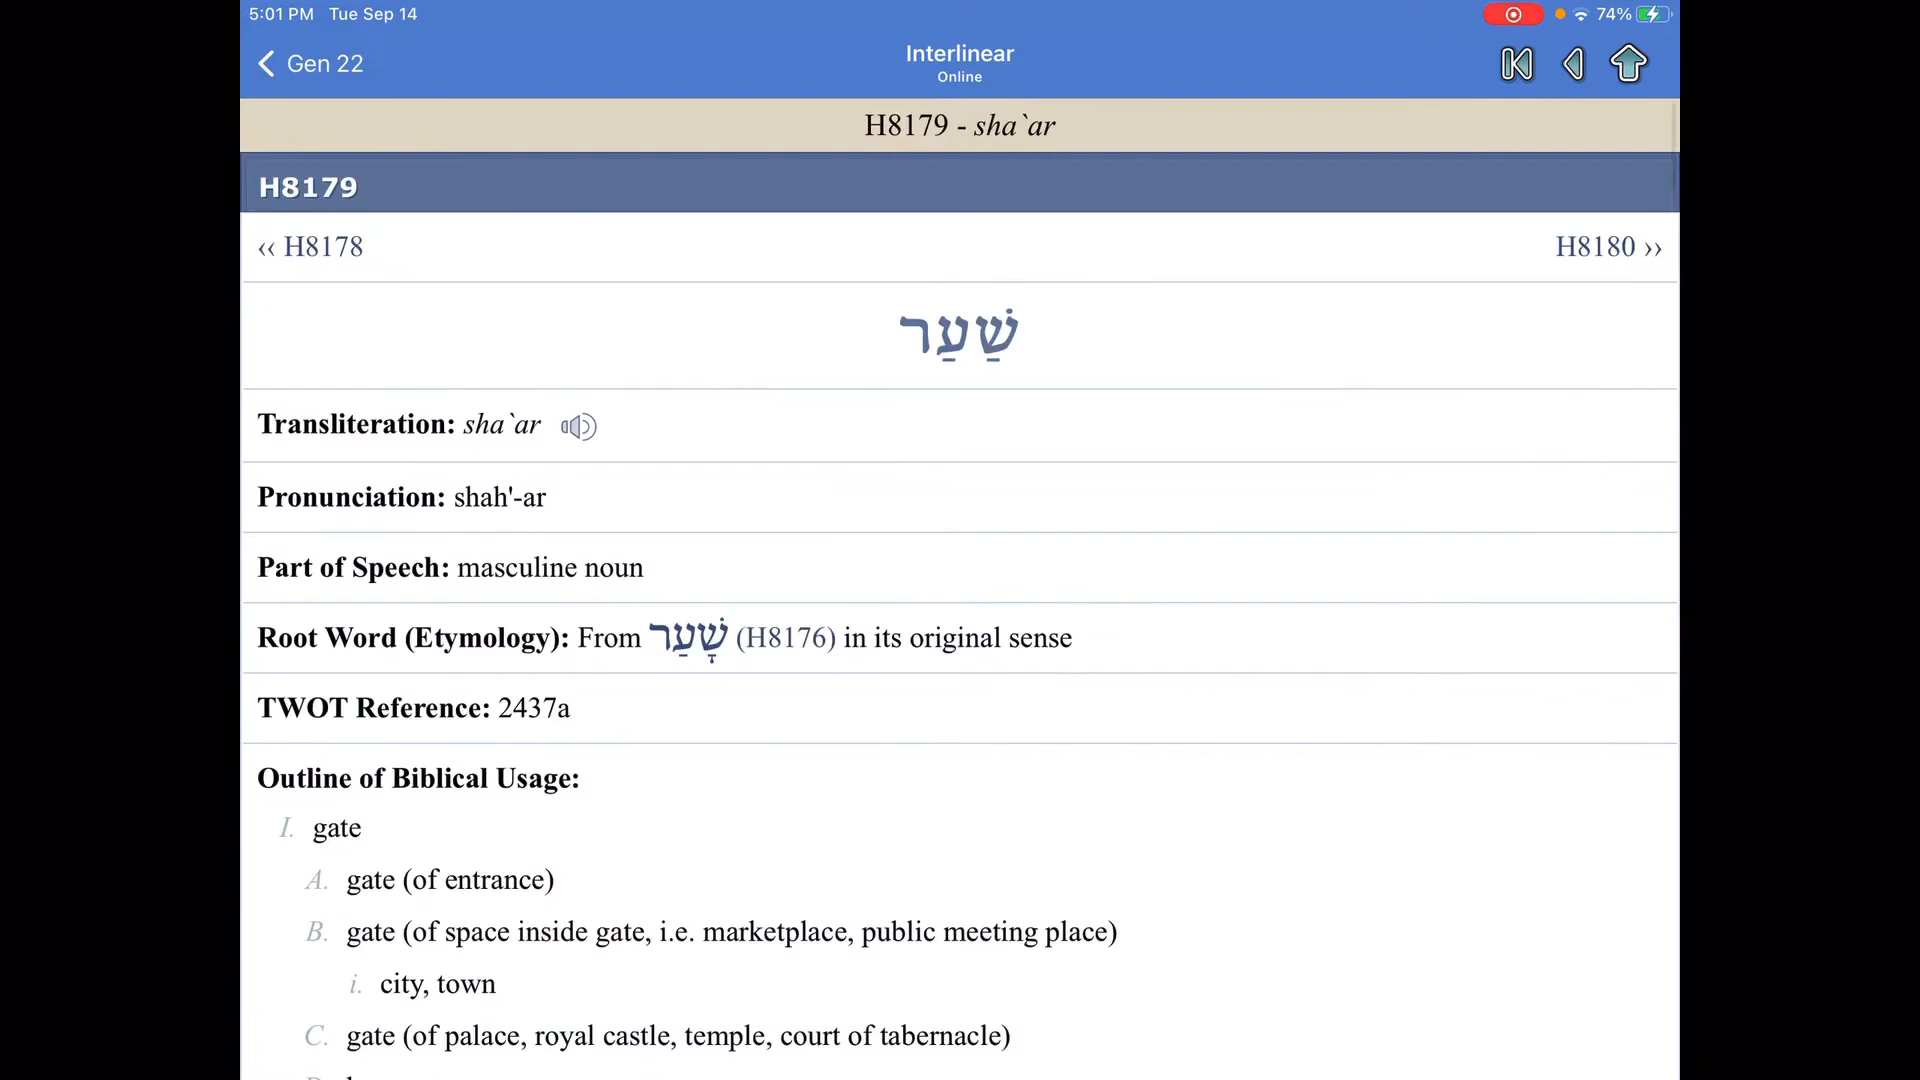 5:01 PM Tue Sep 14
74%
Gen 22
Interlinear
Online
H8179 - sha`ar
H8179
‹‹ H8178
H8180 ››
שַׁעַר
Transliteration: sha`ar
Pronunciation: shah'-ar
Part of Speech: masculine noun
Root Word (Etymology): From שָׁעַר (H8176) in its original sense
TWOT Reference: 2437a
Outline of Biblical Usage:
I. gate
A. gate (of entrance)
B. gate (of space inside gate, i.e. marketplace, public meeting place)
i. city, town
C. gate (of palace, royal castle, temple, court of tabernacle)